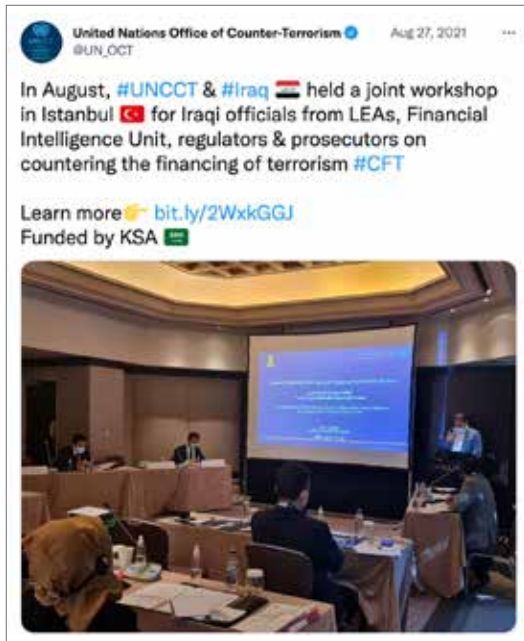 United Nations Office of Counter-Terrorism
Aug 27, 2021
@UN_OCT
In August, #UNCCT & #Iraq held a joint workshop
in Istanbul for Iraqi officials from LEAs, Financial
Intelligence Unit, regulators & prosecutors on
countering the financing of terrorism #CFT
Learn more bit.ly/2WxkGGJ
Funded by KSA